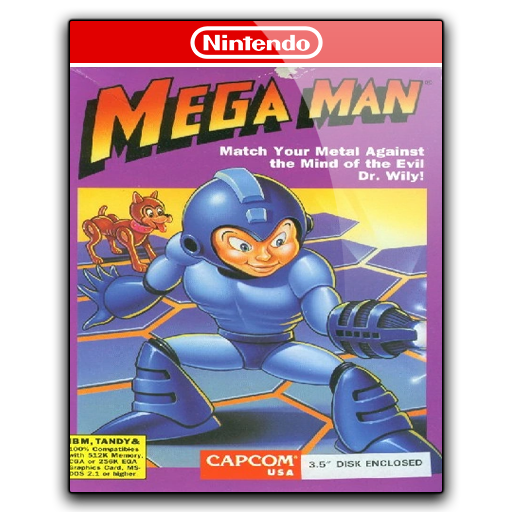 Nintendo
MEGA MAN
Match Your Metal Against
the Mind of the Evil
Dr. Wily!
IBM, TANDY&
100% Compatibles
with 512K Memory,
CGA or 256K EGA
Graphics Card, MS-
DOS 2.1 or higher
CAPCOM
USA
3.5" DISK ENCLOSED